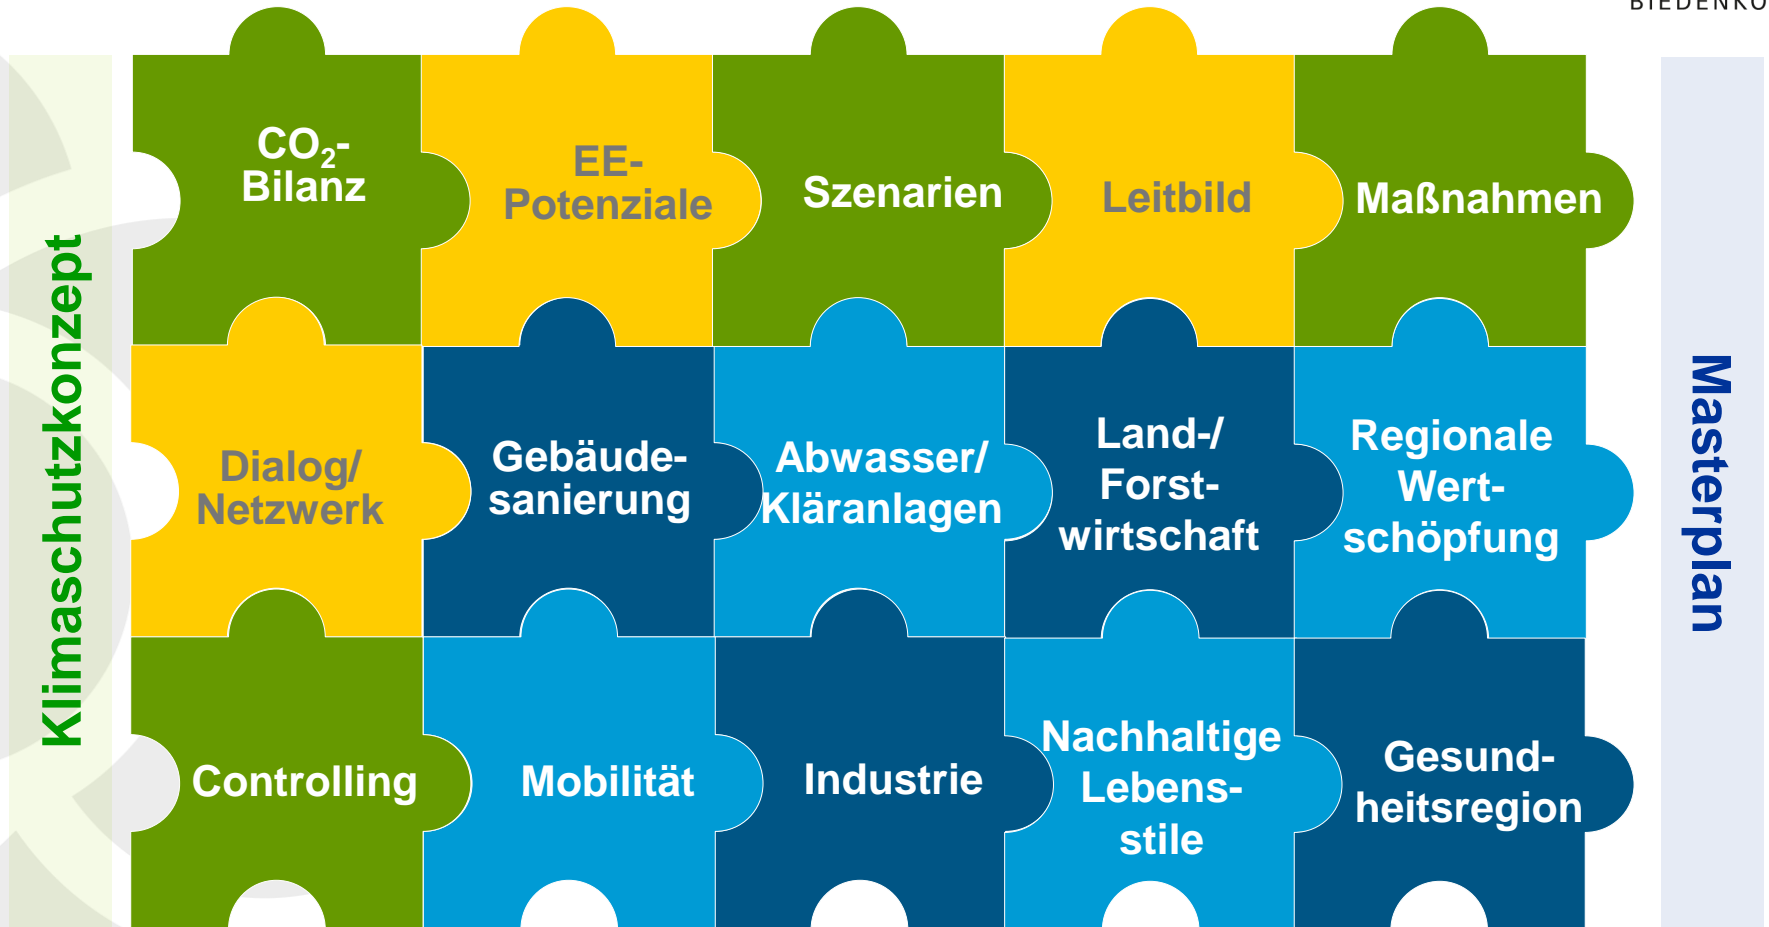 BIEDENKO
Klimaschutzkonzept
CO₂-
Bilanz
EE-
Potenziale
Szenarien
Leitbild
Maßnahmen
Dialog/
Netzwerk
Gebäude-
sanierung
Abwasser/
Kläranlagen
Land-/
Forst-
wirtschaft
Regionale
Wert-
schöpfung
Controlling
Mobilität
Industrie
Nachhaltige
Lebens-
stile
Gesund-
heitsregion
Masterplan